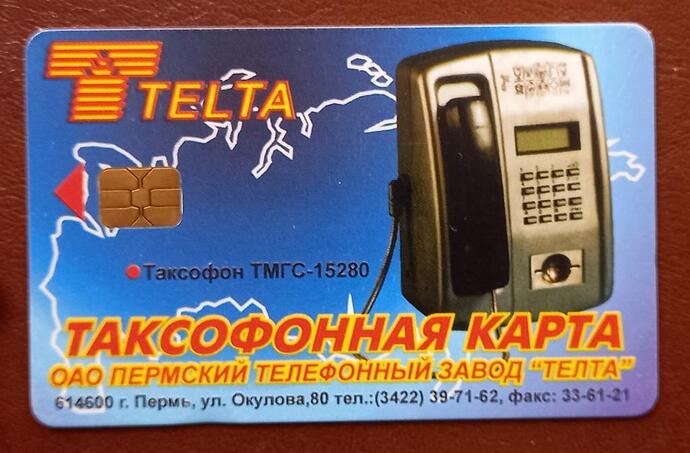 TELTA
Таксофон ТМГС-15280
ТАКСОФОННАЯ КАРТА
ОАО ПЕРМСКИЙ ТЕЛЕФОННЫЙ ЗАВОД "ТЕЛТА"
614600 г. Пермь, ул. Окулова,80 тел.:(3422) 39-71-62, факс: 33-61-21